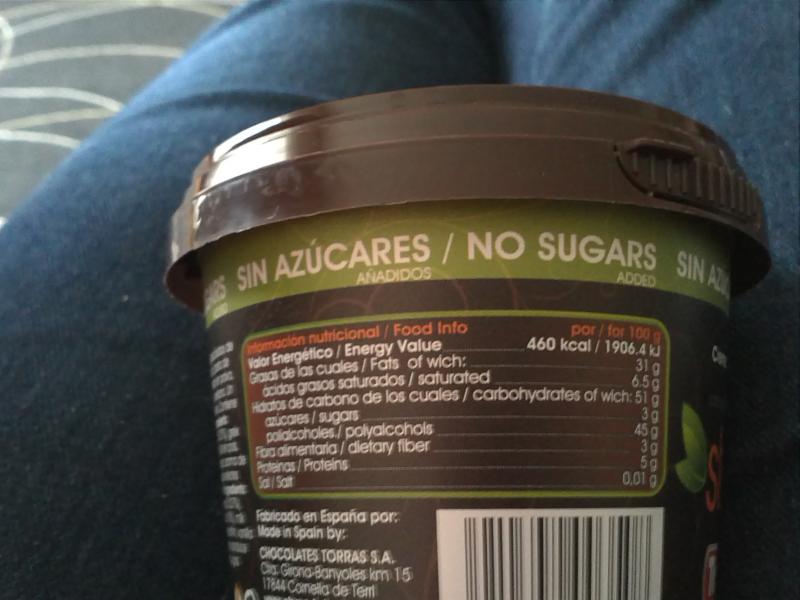 SIN AZÚCARES / NO SUGARS
AÑADIDOS ADDED
SIN
Información nutricional / Food Info por / for 100 g
Valor Energético / Energy Value 460 kcal / 1906.4 kJ
Grasas de las cuales / Fats of wich: 31 g
ácidos grasos saturados / saturated 6.5 g
Hidratos de carbono de los cuales / carbohydrates of wich: 51 g
azúcares / sugars 3 g
polialcoholes / polyalcohols 45 g
Fibra alimentaria / dietary fiber 3 g
Proteínas / Proteins 5 g
Sal / Salt 0,01 g
Fabricado en España por:
Made in Spain by:
CHOCOLATES TORRAS S.A.
Ctra. Girona-Banyoles km 15
17844 Cornellà de Terri